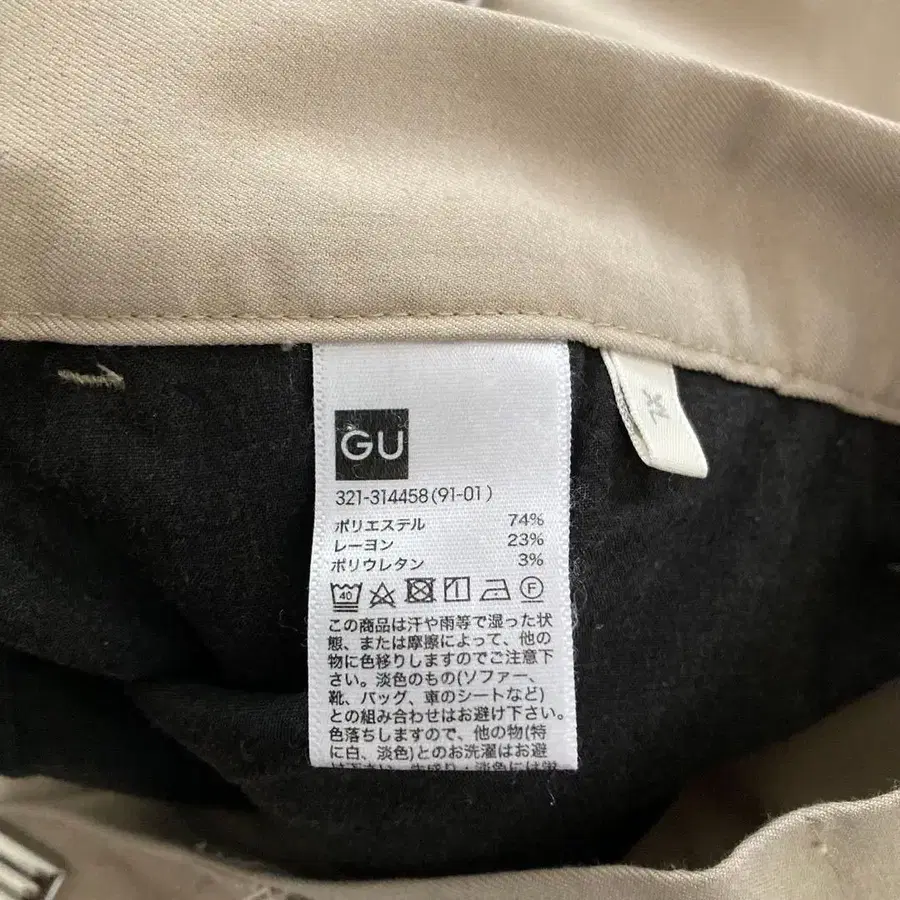 GU
321-314458(91-01)
ポリエステル 74%
レーヨン 23%
ポリウレタン 3%
40 F
この商品は汗や雨等で湿った状
態、または摩擦によって、他の
物に色移りしますのでご注意下
さい。淡色のもの(ソファー、
靴、バッグ、車のシートなど)
との組み合わせはお避け下さい。
色落ちしますので、他の物(特
に白、淡色)とのお洗濯はお避